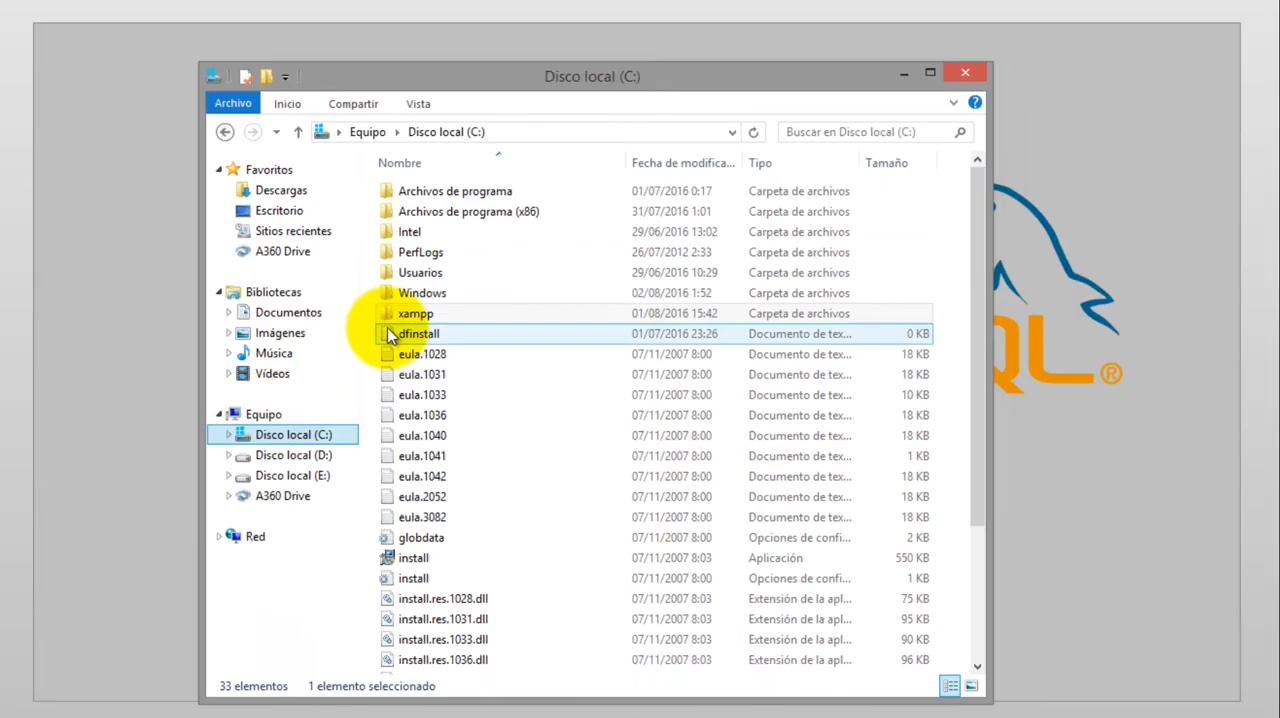 Disco local (C:)
Archivo Inicio Compartir Vista
Equipo Disco local (C:) Buscar en Disco local (C:)
Favoritos
Descargas
Escritorio
Sitios recientes
A360 Drive
Bibliotecas
Documentos
Imágenes
Música
Vídeos
Equipo
Disco local (C:)
Disco local (D:)
Disco local (E:)
A360 Drive
Red
Nombre Fecha de modifica... Tipo Tamaño
Archivos de programa 01/07/2016 0:17 Carpeta de archivos
Archivos de programa (x86) 31/07/2016 1:01 Carpeta de archivos
Intel 29/06/2016 13:02 Carpeta de archivos
PerfLogs 26/07/2012 2:33 Carpeta de archivos
Usuarios 29/06/2016 10:29 Carpeta de archivos
Windows 02/08/2016 1:52 Carpeta de archivos
xampp 01/08/2016 15:42 Carpeta de archivos
dfinstall 01/07/2016 23:26 Documento de tex... 0 KB
eula.1028 07/11/2007 8:00 Documento de tex... 18 KB
eula.1031 07/11/2007 8:00 Documento de tex... 18 KB
eula.1033 07/11/2007 8:00 Documento de tex... 10 KB
eula.1036 07/11/2007 8:00 Documento de tex... 18 KB
eula.1040 07/11/2007 8:00 Documento de tex... 18 KB
eula.1041 07/11/2007 8:00 Documento de tex... 1 KB
eula.1042 07/11/2007 8:00 Documento de tex... 18 KB
eula.2052 07/11/2007 8:00 Documento de tex... 18 KB
eula.3082 07/11/2007 8:00 Documento de tex... 18 KB
globdata 07/11/2007 8:00 Opciones de confi... 2 KB
install 07/11/2007 8:03 Aplicación 550 KB
install 07/11/2007 8:00 Opciones de confi... 1 KB
install.res.1028.dll 07/11/2007 8:03 Extensión de la apl... 75 KB
install.res.1031.dll 07/11/2007 8:03 Extensión de la apl... 95 KB
install.res.1033.dll 07/11/2007 8:03 Extensión de la apl... 90 KB
install.res.1036.dll 07/11/2007 8:03 Extensión de la apl... 96 KB
33 elementos 1 elemento seleccionado
QL®